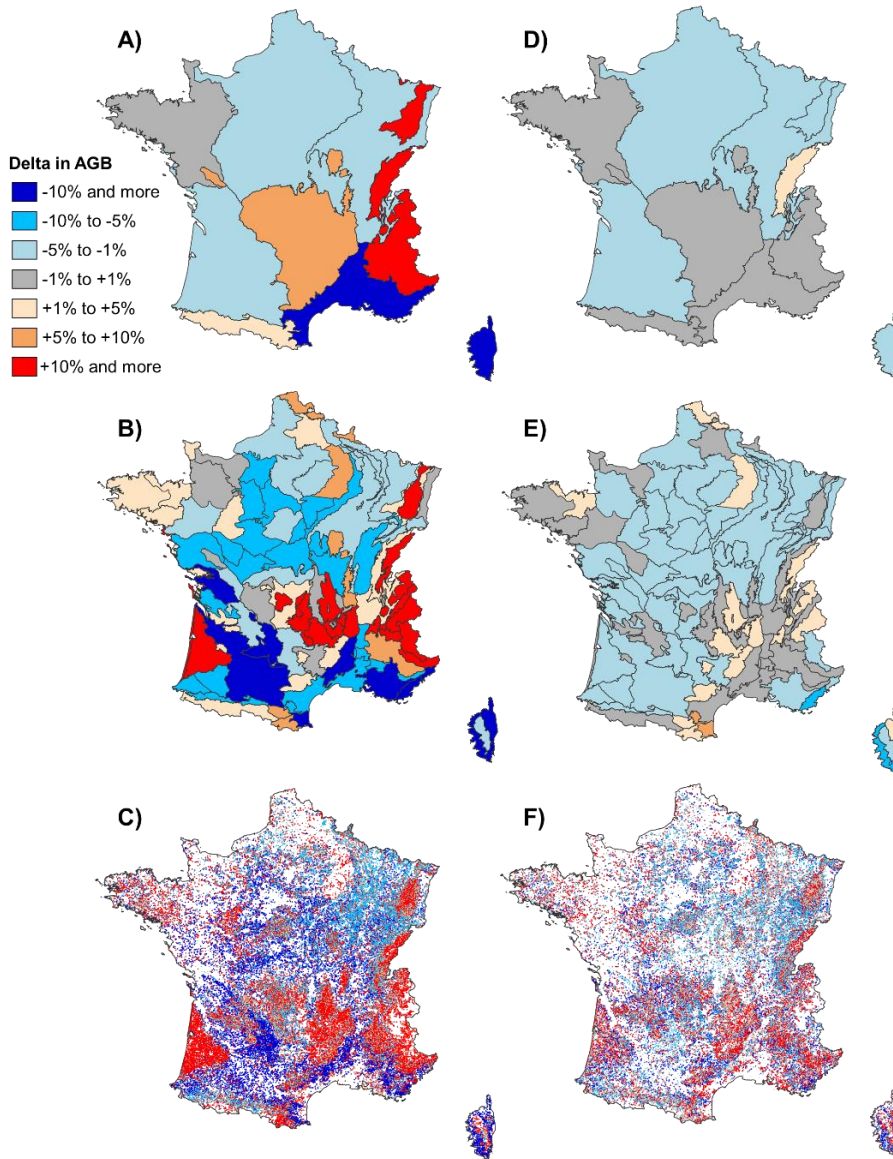 A)
D)
Delta in AGB
-10% and more
-10% to -5%
-5% to -1%
-1% to +1%
+1% to +5%
+5% to +10%
+10% and more
B)
E)
C)
F)